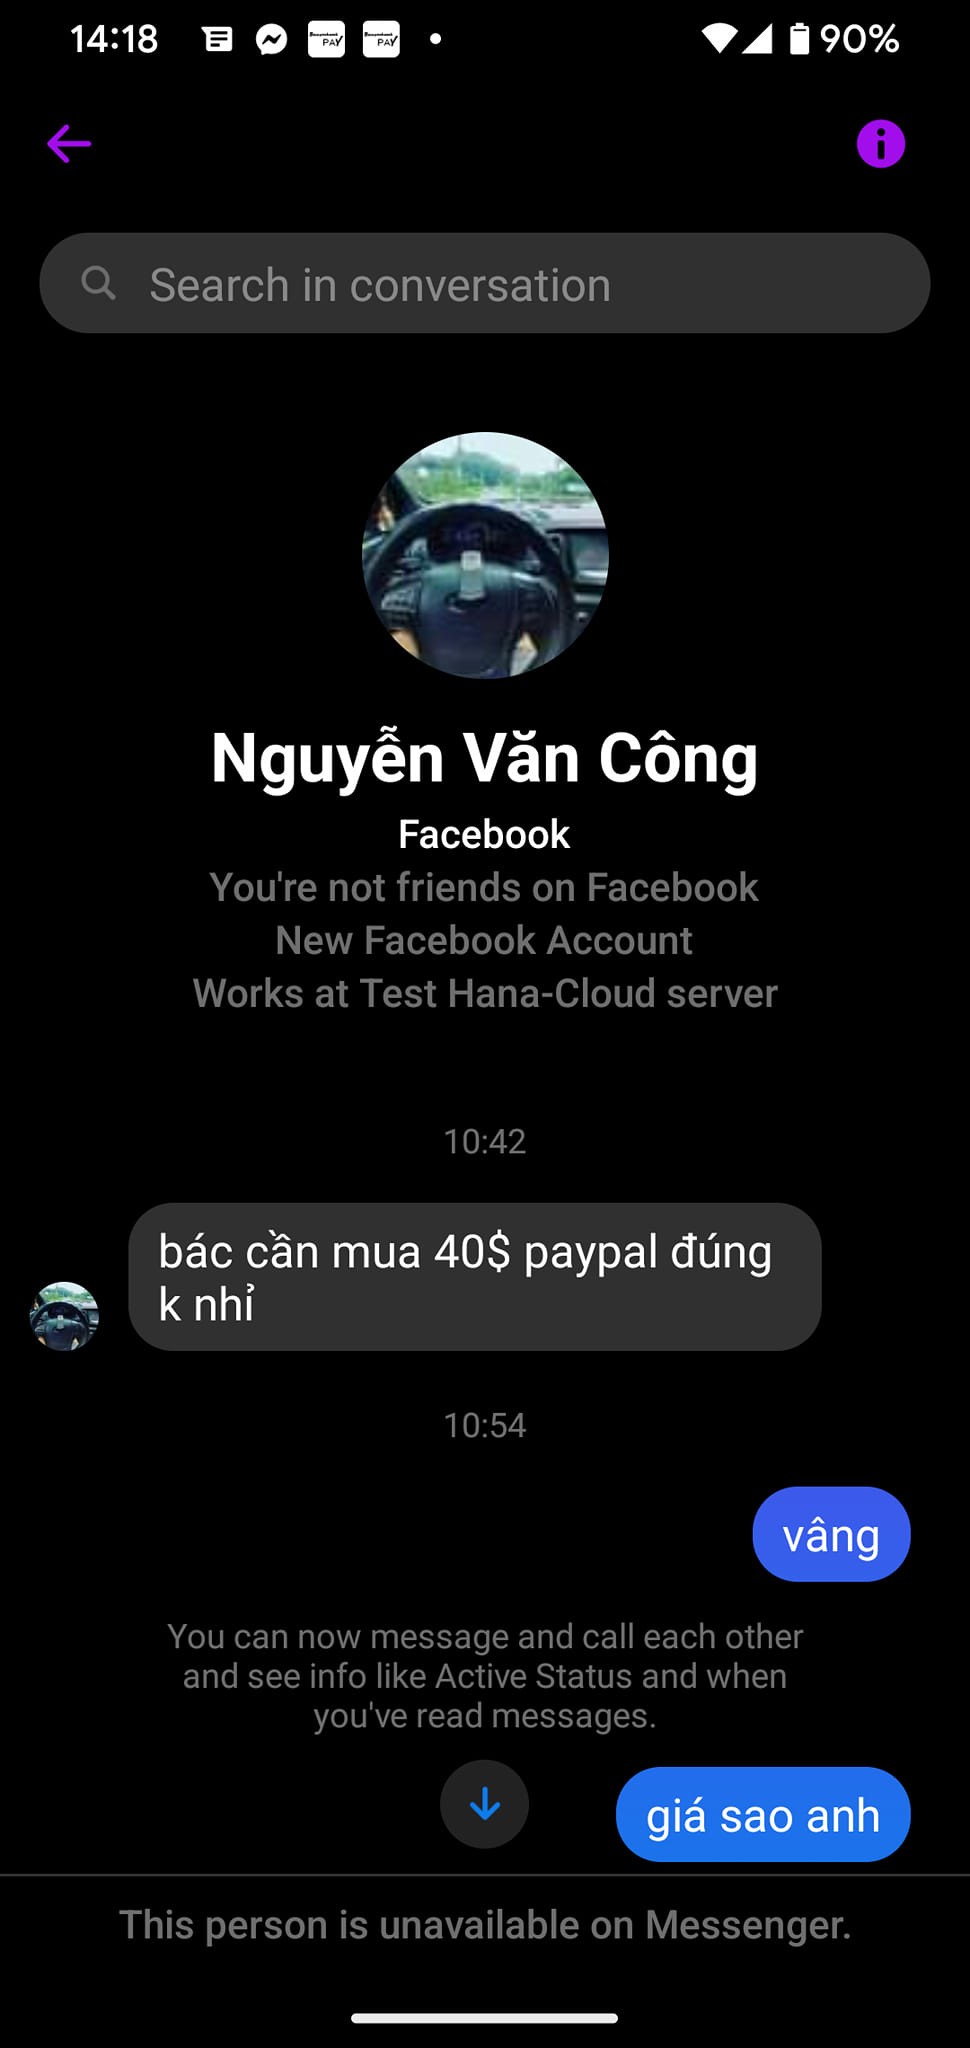 14:18
PAY
PAY
90%
Search in conversation
Nguyễn Văn Công
Facebook
You're not friends on Facebook
New Facebook Account
Works at Test Hana-Cloud server
10:42
bác cần mua 40$ paypal đúng
k nhỉ
10:54
vâng
You can now message and call each other
and see info like Active Status and when
you've read messages.
giá sao anh
This person is unavailable on Messenger.